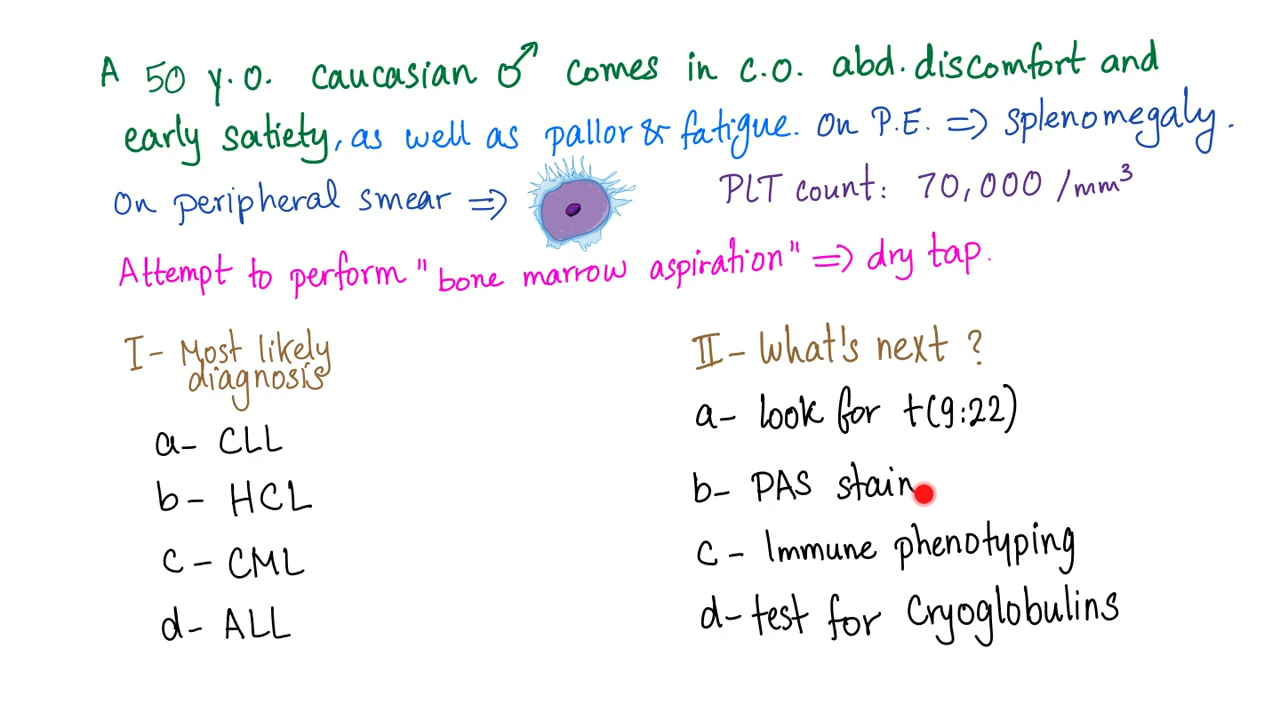 A 50 y.o. caucasian ♂ comes in c.o. abd. discomfort and
early satiety, as well as pallor & fatigue. On P.E. => splenomegaly.
On peripheral smear => PLT count: 70,000 /mm³
Attempt to perform "bone marrow aspiration" => dry tap.
I- Most likely
diagnosis
a- CLL
b- HCL
c- CML
d- ALL
II- What's next ?
a- look for t(9:22)
b- PAS stain
c- Immune phenotyping
d- test for Cryoglobulins